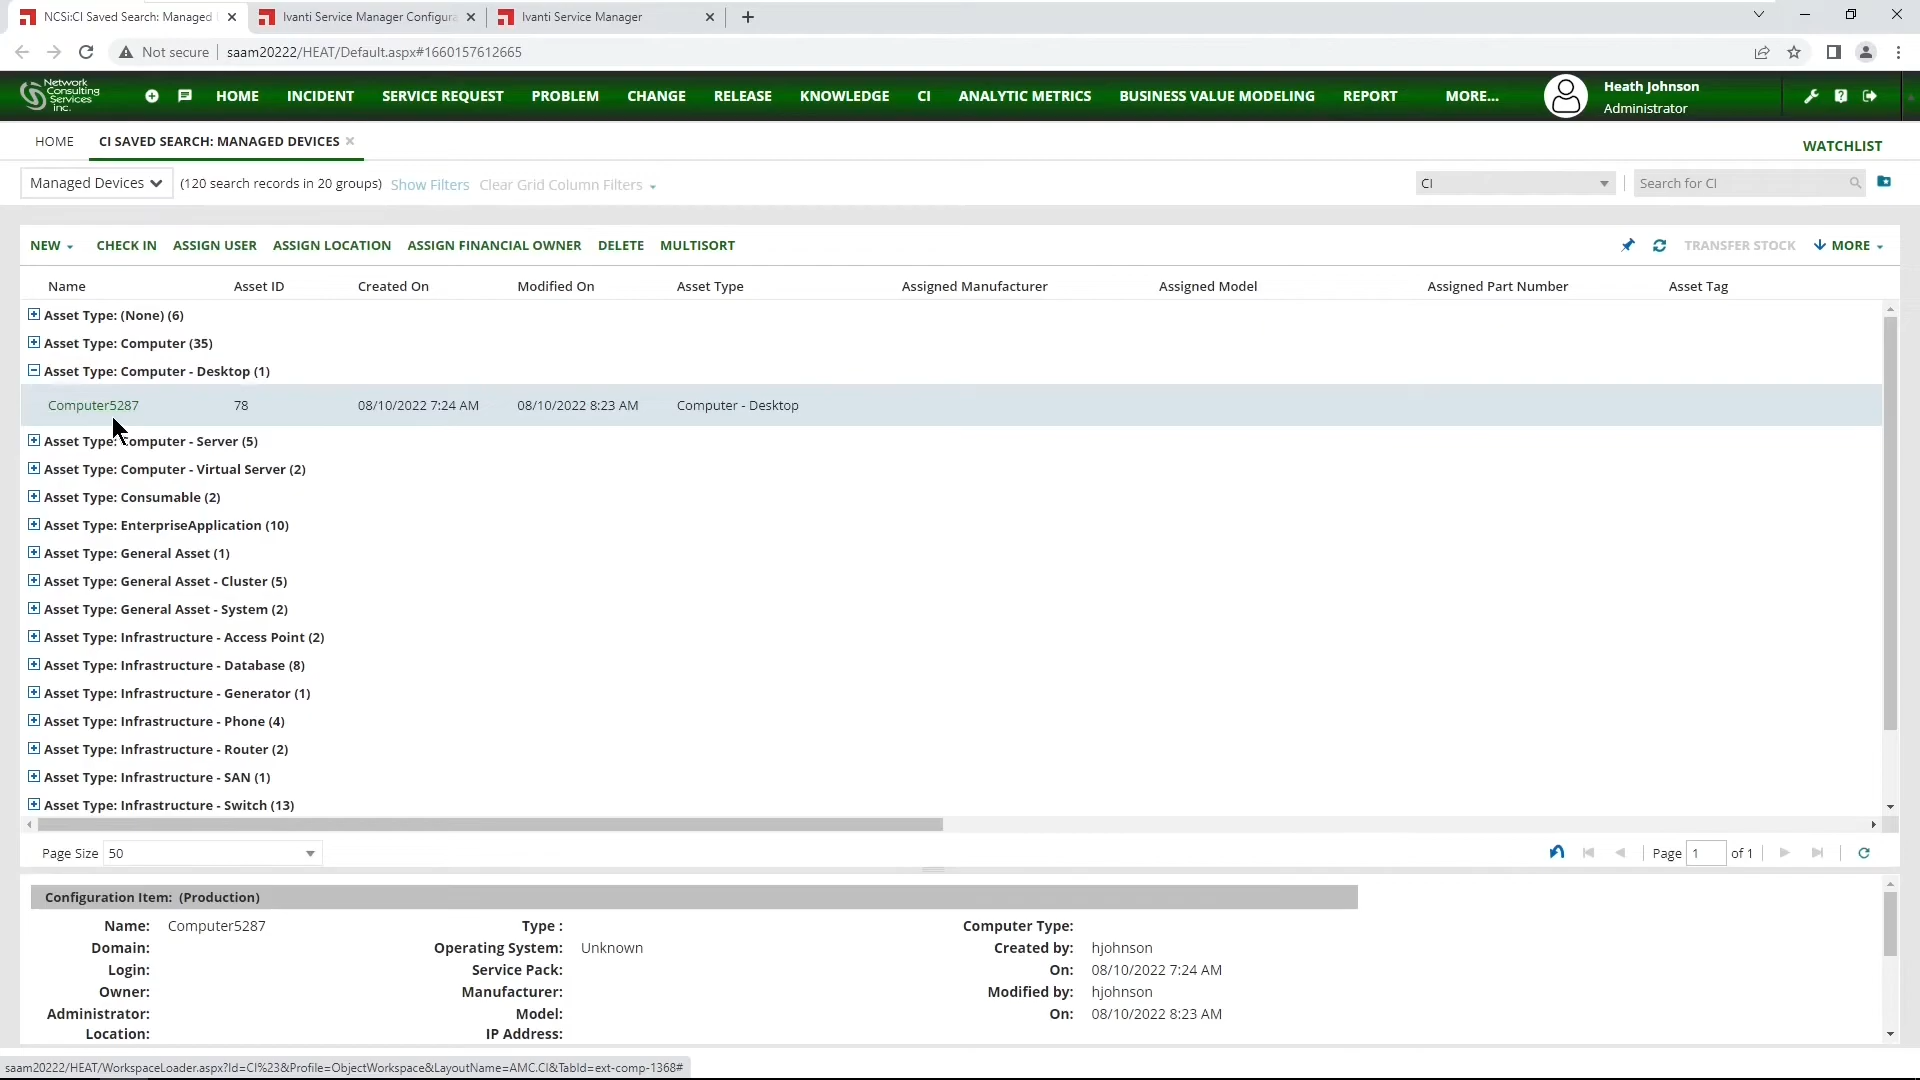 NCSi:CI Saved Search: Managed
Ivanti Service Manager Configura
Ivanti Service Manager
Not secure
saam20222/HEAT/Default.aspx#1660157612665
Network Consulting Services inc.
HOME INCIDENT SERVICE REQUEST PROBLEM CHANGE RELEASE KNOWLEDGE CI ANALYTIC METRICS BUSINESS VALUE MODELING REPORT MORE...
Heath Johnson
Administrator
HOME CI SAVED SEARCH: MANAGED DEVICES
WATCHLIST
Managed Devices (120 search records in 20 groups) Show Filters Clear Grid Column Filters CI Search for CI
NEW CHECK IN ASSIGN USER ASSIGN LOCATION ASSIGN FINANCIAL OWNER DELETE MULTISORT TRANSFER STOCK MORE
Name Asset ID Created On Modified On Asset Type Assigned Manufacturer Assigned Model Assigned Part Number Asset Tag
Asset Type: (None) (6)
Asset Type: Computer (35)
Asset Type: Computer - Desktop (1)
Computer5287 78 08/10/2022 7:24 AM 08/10/2022 8:23 AM Computer - Desktop
Asset Type: Computer - Server (5)
Asset Type: Computer - Virtual Server (2)
Asset Type: Consumable (2)
Asset Type: EnterpriseApplication (10)
Asset Type: General Asset (1)
Asset Type: General Asset - Cluster (5)
Asset Type: General Asset - System (2)
Asset Type: Infrastructure - Access Point (2)
Asset Type: Infrastructure - Database (8)
Asset Type: Infrastructure - Generator (1)
Asset Type: Infrastructure - Phone (4)
Asset Type: Infrastructure - Router (2)
Asset Type: Infrastructure - SAN (1)
Asset Type: Infrastructure - Switch (13)
Page Size 50 Page 1 of 1
Configuration Item: (Production)
Name: Computer5287 Type : Computer Type:
Domain: Operating System: Unknown Created by: hjohnson
Login: Service Pack: On: 08/10/2022 7:24 AM
Owner: Manufacturer: Modified by: hjohnson
Administrator: Model: On: 08/10/2022 8:23 AM
Location: IP Address:
saam20222/HEAT/WorkspaceLoader.aspx?Id=CI%23&Profile=ObjectWorkspace&LayoutName=AMC.CI&TabId=ext-comp-1368#